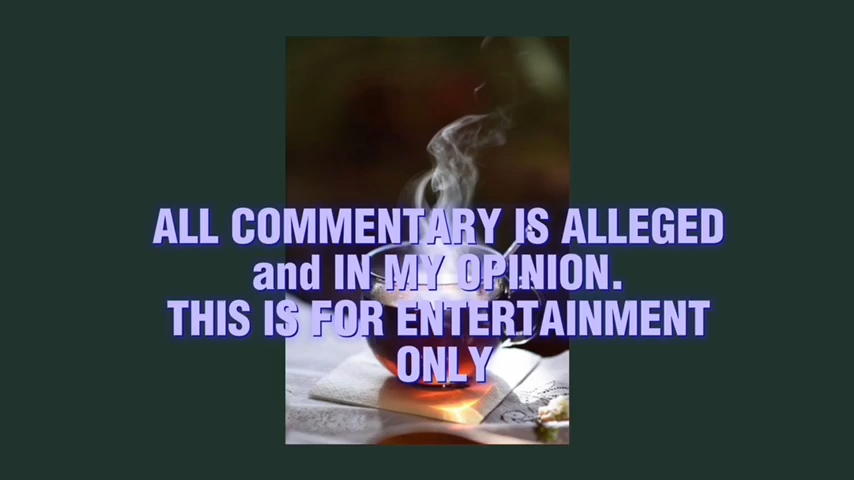 ALL COMMENTARY IS ALLEGED
and IN MY OPINION.
THIS IS FOR ENTERTAINMENT
ONLY